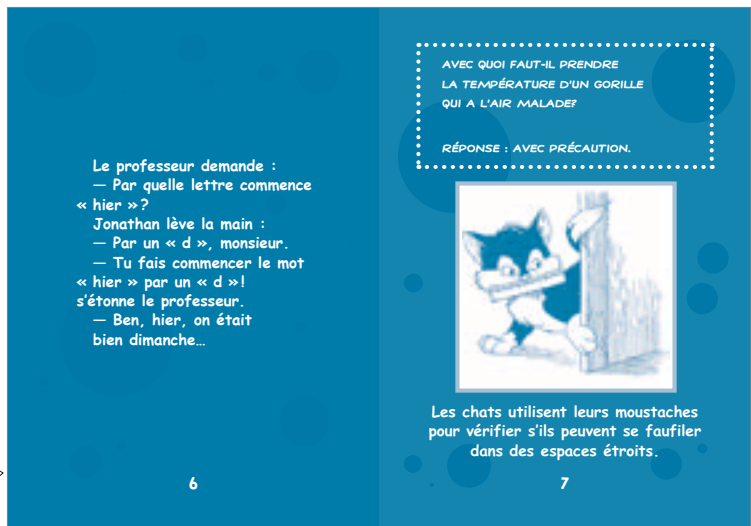 Le professeur demande :
— Par quelle lettre commence
« hier » ?
Jonathan lève la main :
— Par un « d », monsieur.
— Tu fais commencer le mot
« hier » par un « d »!
s'étonne le professeur.
— Ben, hier, on était
bien dimanche…
6
AVEC QUOI FAUT-IL PRENDRE
LA TEMPÉRATURE D'UN GORILLE
QUI A L'AIR MALADE?
RÉPONSE : AVEC PRÉCAUTION.
Les chats utilisent leurs moustaches
pour vérifier s'ils peuvent se faufiler
dans des espaces étroits.
7